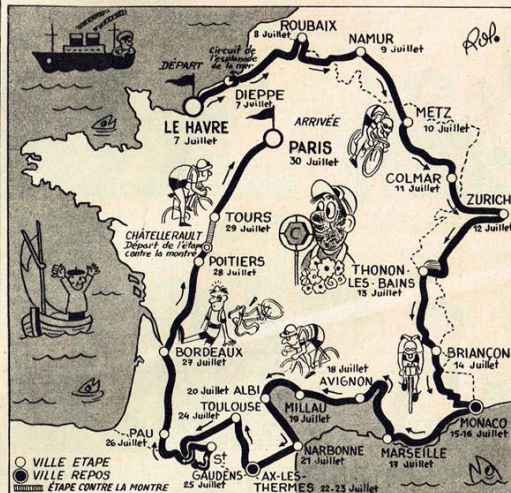 ROUBAIX
8 Juillet
NAMUR
9 Juillet
Rol.
Circuit de
l'esplanade
de la mer
DÉPART
DIEPPE
7 Juillet
LE HAVRE
7 Juillet
ARRIVÉE
PARIS
30 Juillet
METZ
10 Juillet
COLMAR
11 Juillet
ZURICH
12 Juillet
TOURS
29 Juillet
CHÂTELLERAULT
Départ de l'étape
contre la montre
POITIERS
28 Juillet
C
THONON-
LES-BAINS
13 Juillet
BRIANÇON
14 Juillet
BORDEAUX
27 Juillet
18 Juillet
AVIGNON
20 Juillet ALBI
MILLAU
19 Juillet
TOULOUSE
24 Juillet
MONACO
15-16 Juillet
PAU
26 Juillet
St
GAUDENS
25 Juillet
NARBONNE
21 Juillet
MARSEILLE
17 Juillet
AX-LES-
THERMES 22-23 Juillet
VILLE ETAPE
VILLE REPOS
ÉTAPE CONTRE LA MONTRE
N